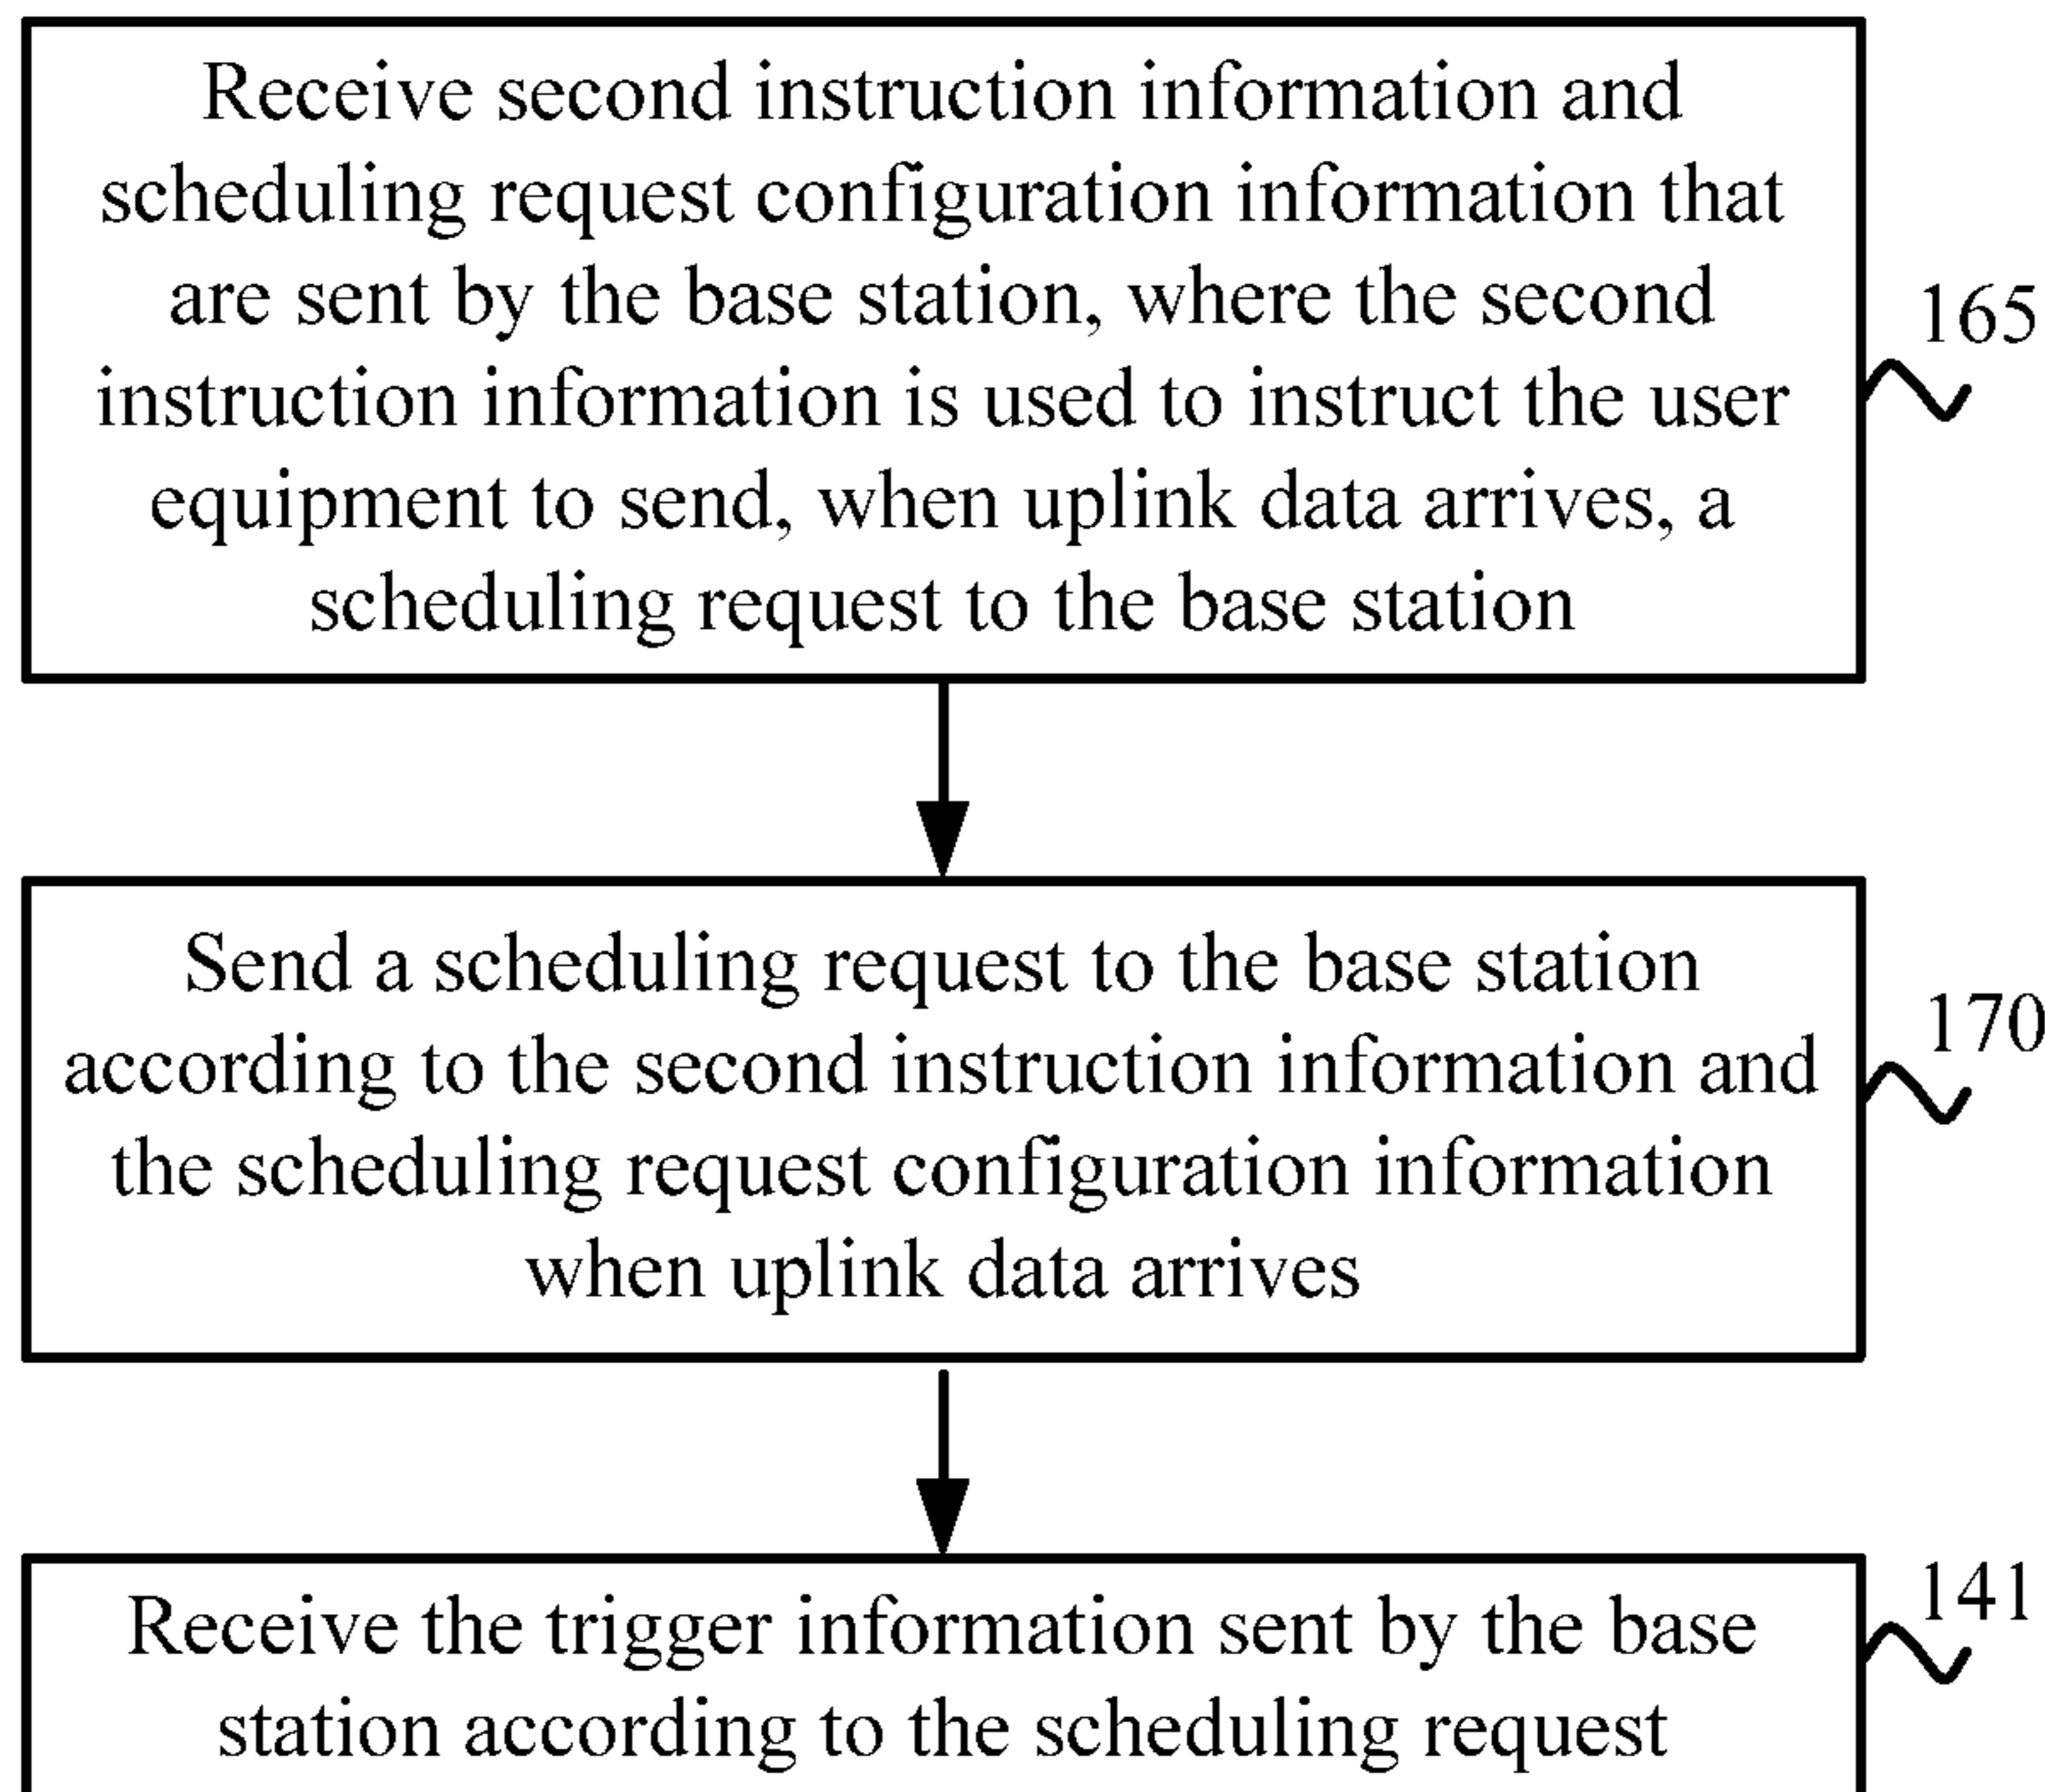 Receive second instruction information and
scheduling request configuration information that
are sent by the base station, where the second
instruction information is used to instruct the user
equipment to send, when uplink data arrives, a
scheduling request to the base station
165
Send a scheduling request to the base station
according to the second instruction information and
the scheduling request configuration information
when uplink data arrives
170
Receive the trigger information sent by the base
station according to the scheduling request
141